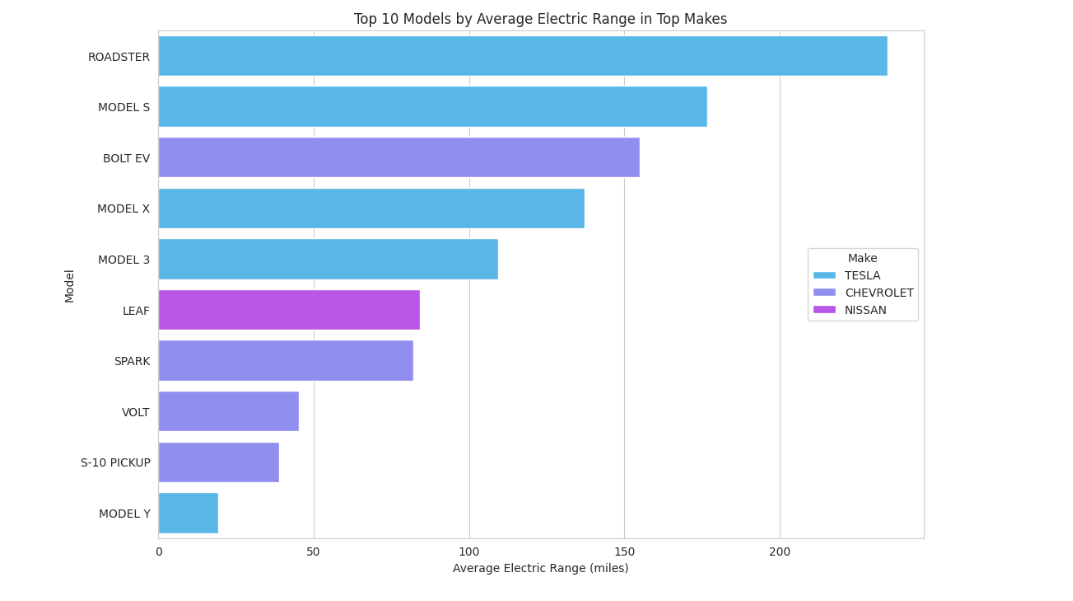 Top 10 Models by Average Electric Range in Top Makes
ROADSTER
MODEL S
BOLT EV
MODEL X
MODEL 3
LEAF
SPARK
VOLT
S-10 PICKUP
MODEL Y
Model
Make
TESLA
CHEVROLET
NISSAN
0 50 100 150 200
Average Electric Range (miles)